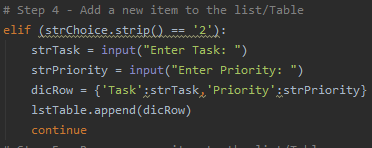 # Step 4 - Add a new item to the list/Table
elif (strChoice.strip() == '2'):
    strTask = input("Enter Task: ")
    strPriority = input("Enter Priority: ")
    dicRow = {'Task':strTask,'Priority':strPriority}
    lstTable.append(dicRow)
    continue